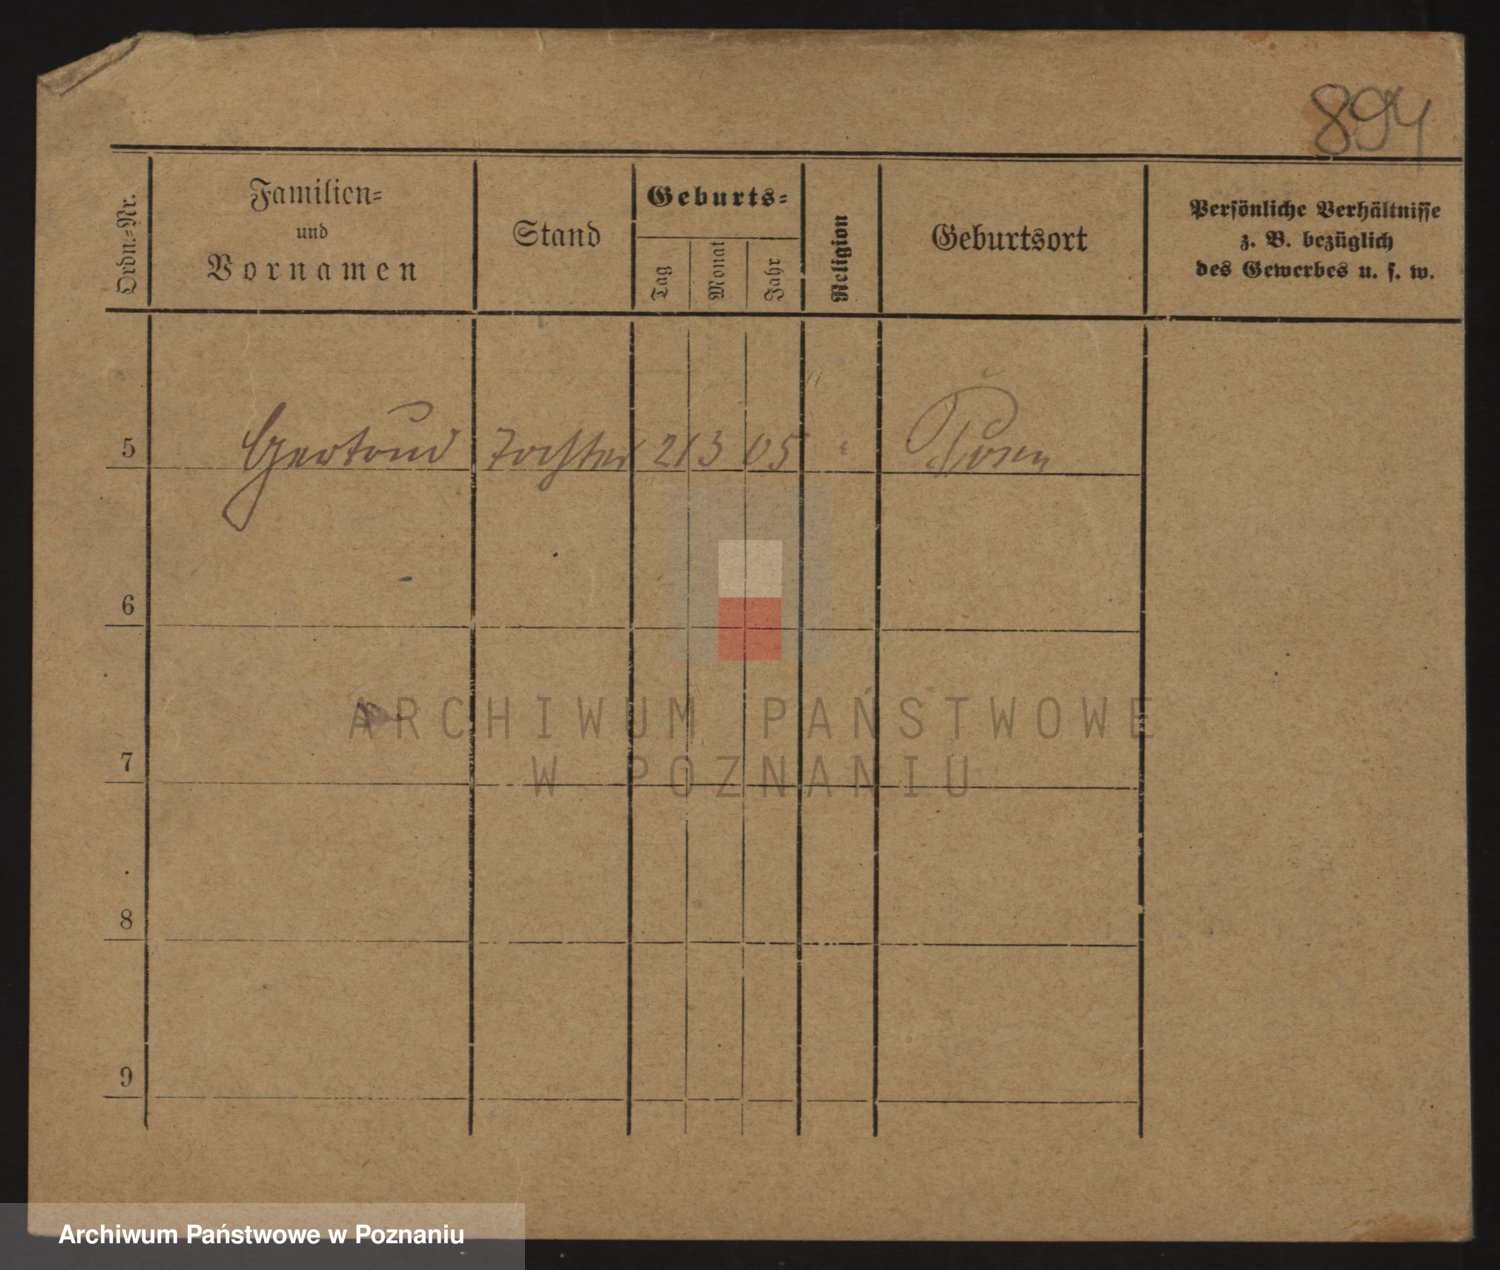 894
Ordn.-Nr.
Familien-
und
Vornamen
Stand
Geburts-
Tag
Monat
Jahr
Religion
Geburtsort
Persönliche Verhältnisse
z. B. bezüglich
des Gewerbes u. s. w.
5 Gertrud Tochter 21 3 05 " Posen
6
7
8
9
ARCHIWUM PAŃSTWOWE
W POZNANIU
Archiwum Państwowe w Poznaniu